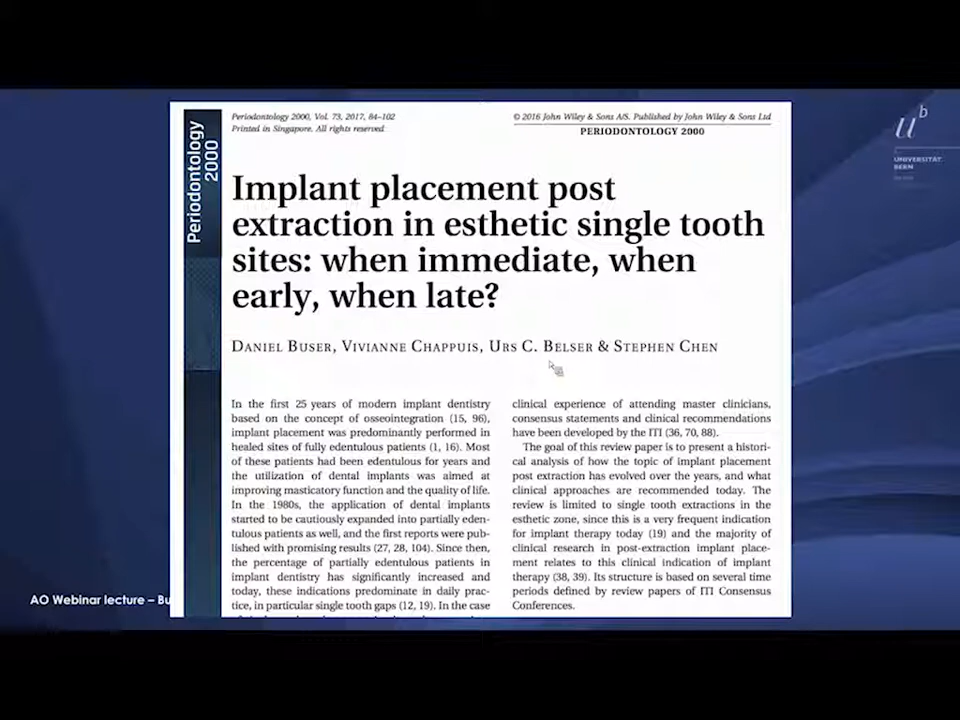 Periodontology 2000
Periodontology 2000, Vol. 73, 2017, 84–102
Printed in Singapore. All rights reserved
© 2016 John Wiley & Sons A/S. Published by John Wiley & Sons Ltd
PERIODONTOLOGY 2000
u
b
UNIVERSITÄT
BERN
Implant placement post
extraction in esthetic single tooth
sites: when immediate, when
early, when late?
DANIEL BUSER, VIVIANNE CHAPPUIS, URS C. BELSER & STEPHEN CHEN
In the first 25 years of modern implant dentistry
based on the concept of osseointegration (15, 96),
implant placement was predominantly performed in
healed sites of fully edentulous patients (1, 16). Most
of these patients had been edentulous for years and
the utilization of dental implants was aimed at
improving masticatory function and the quality of life.
In the 1980s, the application of dental implants
started to be cautiously expanded into partially eden-
tulous patients as well, and the first reports were pub-
lished with promising results (27, 28, 104). Since then,
the percentage of partially edentulous patients in
implant dentistry has significantly increased and
today, these indications predominate in daily prac-
tice, in particular single tooth gaps (12, 19). In the case
clinical experience of attending master clinicians,
consensus statements and clinical recommendations
have been developed by the ITI (36, 70, 88).
The goal of this review paper is to present a histori-
cal analysis of how the topic of implant placement
post extraction has evolved over the years, and what
clinical approaches are recommended today. The
review is limited to single tooth extractions in the
esthetic zone, since this is a very frequent indication
for implant therapy today (19) and the majority of
clinical research in post-extraction implant place-
ment relates to this clinical indication of implant
therapy (38, 39). Its structure is based on several time
periods defined by review papers of ITI Consensus
Conferences.
AO Webinar lecture – Bu